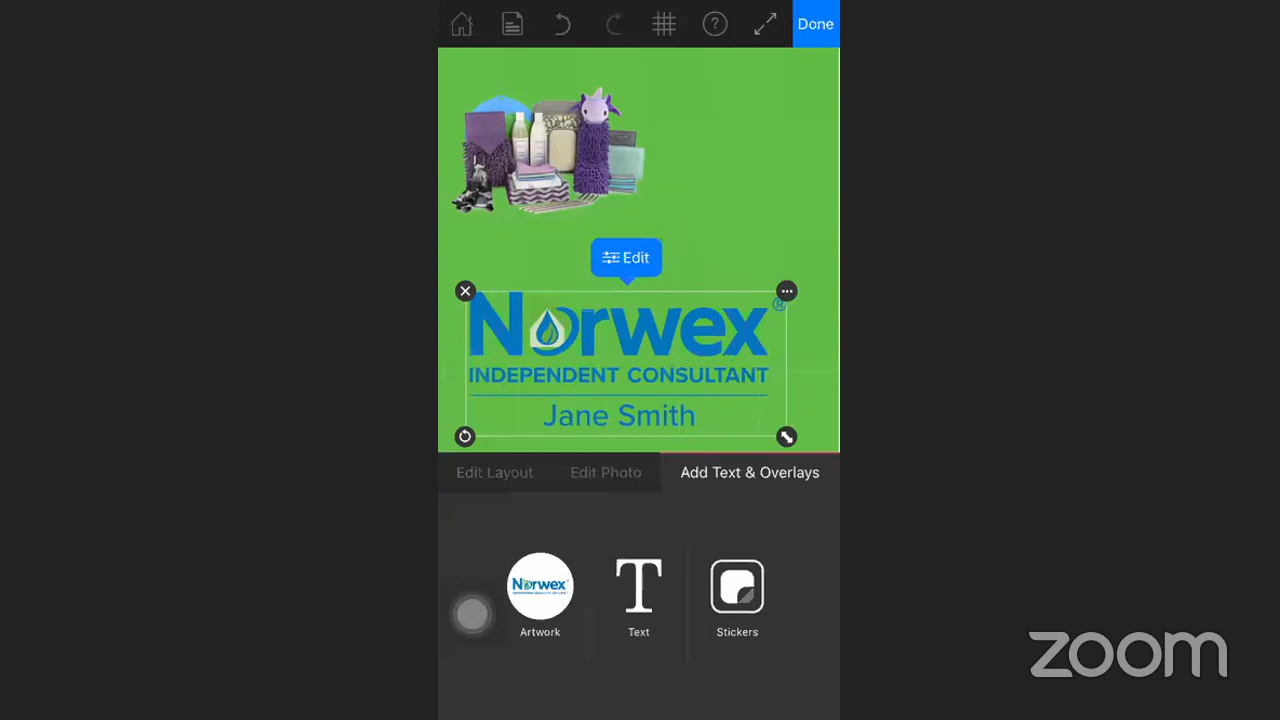 Done
Edit
Norwex®
INDEPENDENT CONSULTANT
Jane Smith
Edit Layout
Edit Photo
Add Text & Overlays
Norwex
T
Artwork
Text
Stickers
zoom